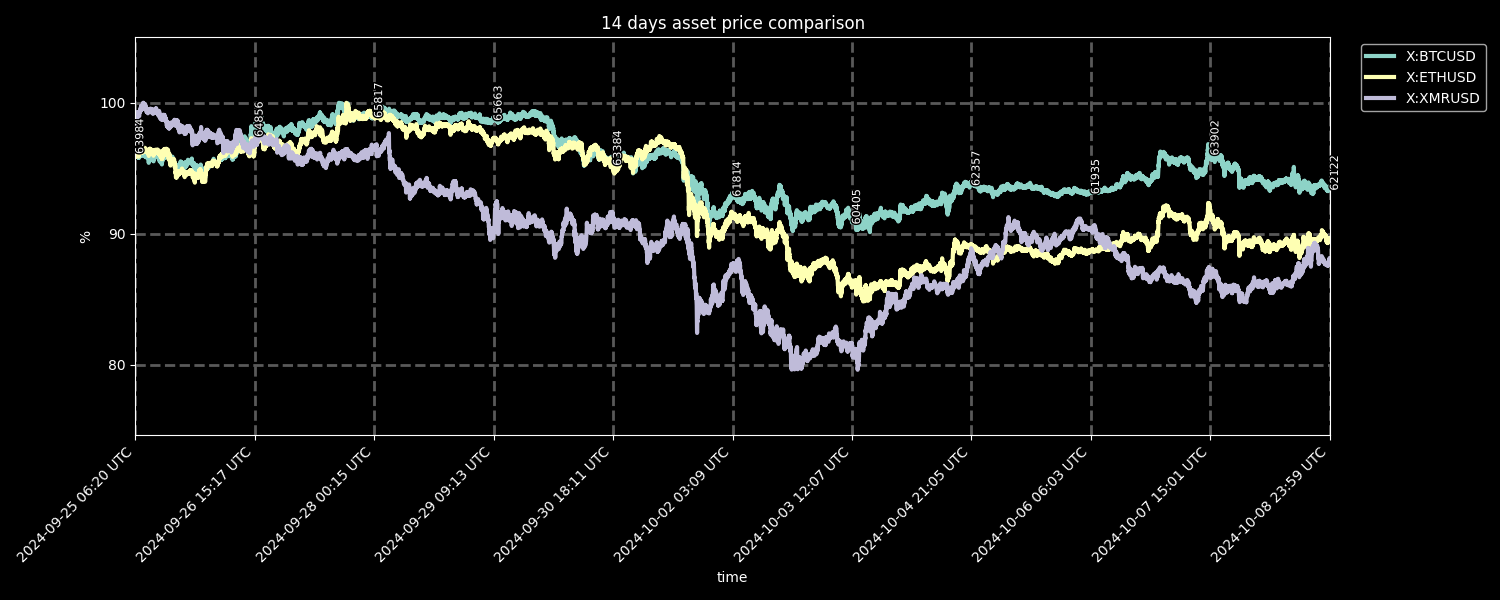 14 days asset price comparison
X:BTCUSD
X:ETHUSD
X:XMRUSD
100
90
80
%
63984
64856
65817
65663
63384
61814
60405
62357
61935
63902
62122
2024-09-25 06:20 UTC
2024-09-26 15:17 UTC
2024-09-28 00:15 UTC
2024-09-29 09:13 UTC
2024-09-30 18:11 UTC
2024-10-02 03:09 UTC
2024-10-03 12:07 UTC
2024-10-04 21:05 UTC
2024-10-06 06:03 UTC
2024-10-07 15:01 UTC
2024-10-08 23:59 UTC
time